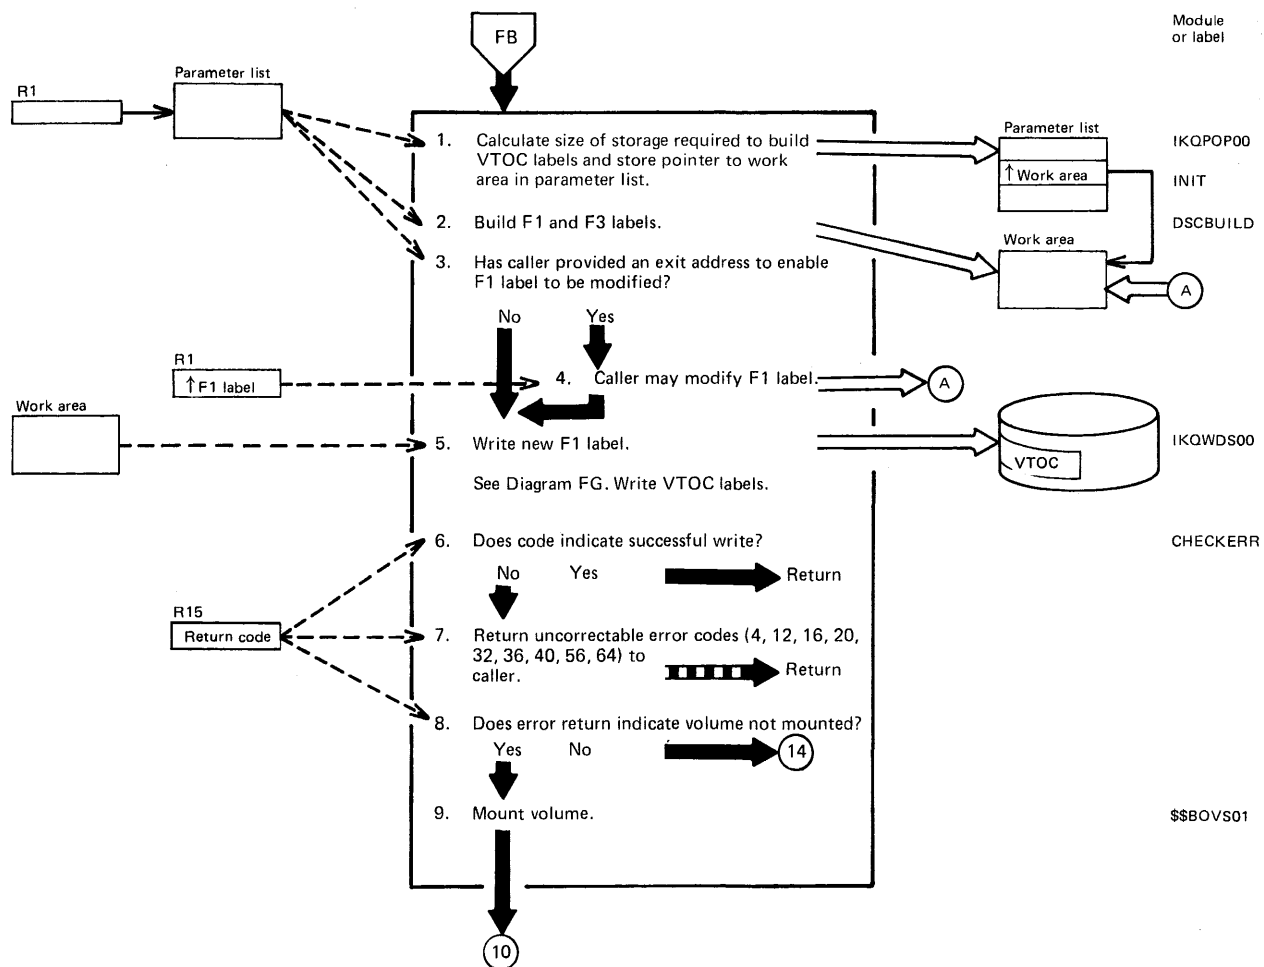 FB
Module
or label
R1
Parameter list
1. Calculate size of storage required to build
VTOC labels and store pointer to work
area in parameter list.
Parameter list
↑ Work area
IKQPOP00
INIT
2. Build F1 and F3 labels.
DSCBUILD
Work area
3. Has caller provided an exit address to enable
F1 label to be modified?
A
No Yes
R1
↑ F1 label
4. Caller may modify F1 label.
A
Work area
5. Write new F1 label.
VTOC
IKQWDS00
See Diagram FG. Write VTOC labels.
6. Does code indicate successful write?
CHECKERR
No Yes Return
R15
Return code
7. Return uncorrectable error codes (4, 12, 16, 20,
32, 36, 40, 56, 64) to
caller.
Return
8. Does error return indicate volume not mounted?
Yes No 14
9. Mount volume.
$$BOVS01
10